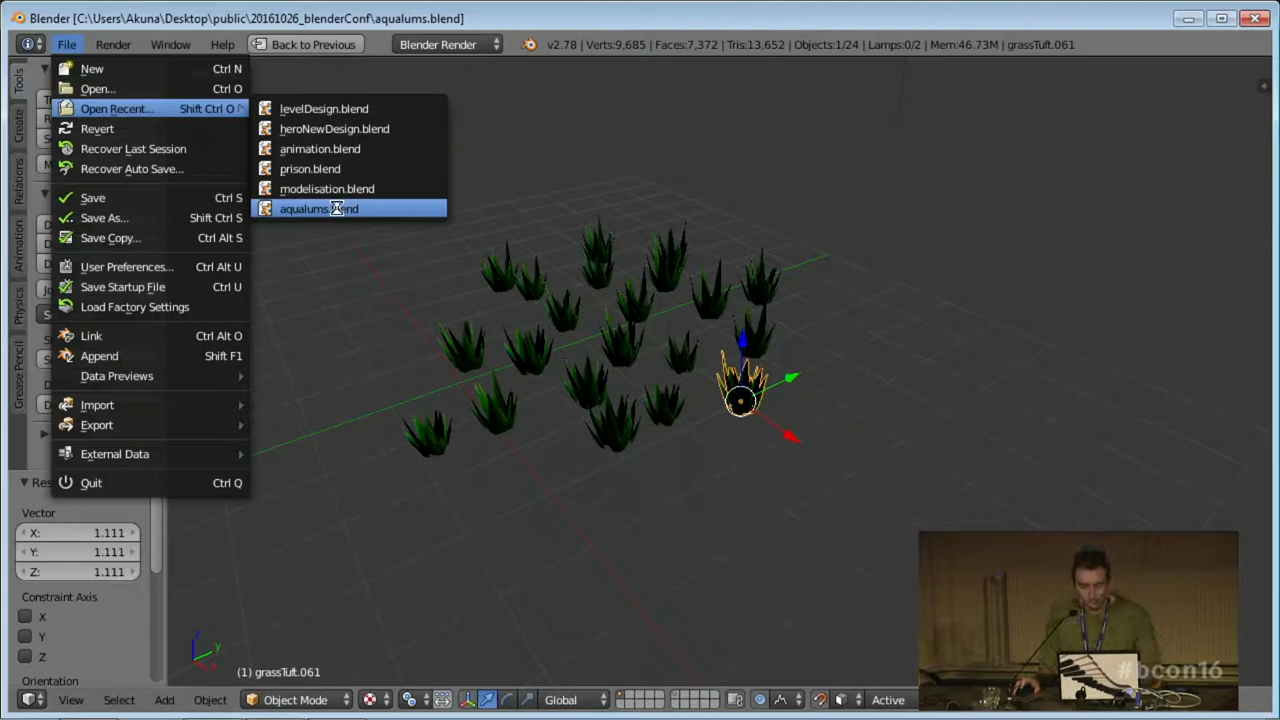 Blender [C:\Users\Akuna\Desktop\public\20161026_blenderConf\aqualums.blend]
File Render Window Help Back to Previous Blender Render v2.78 | Verts:9,685 | Faces:7,372 | Tris:13,652 | Objects:1/24 | Lamps:0/2 | Mem:46.73M | grassTuft.061
New Ctrl N
Open... Ctrl O
Open Recent... Shift Ctrl O
Revert
Recover Last Session
Recover Auto Save...
Save Ctrl S
Save As... Shift Ctrl S
Save Copy... Ctrl Alt S
User Preferences... Ctrl Alt U
Save Startup File Ctrl U
Load Factory Settings
Link Ctrl Alt O
Append Shift F1
Data Previews
Import
Export
External Data
Quit Ctrl Q
levelDesign.blend
heroNewDesign.blend
animation.blend
prison.blend
modelisation.blend
aqualums.blend
Tools
Create
Relations
Animation
Physics
Grease Pencil
Vector
X: 1.111
Y: 1.111
Z: 1.111
Constraint Axis
X
Y
Z
Orientation
z
y
x
(1) grassTuft.061
View Select Add Object Object Mode Global Active
#bcon16